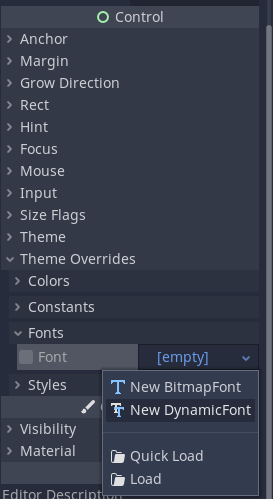 Control
Anchor
Margin
Grow Direction
Rect
Hint
Focus
Mouse
Input
Size Flags
Theme
Theme Overrides
Colors
Constants
Fonts
Font [empty]
Styles
New BitmapFont
New DynamicFont
Visibility
Material
Quick Load
Load
Editor Description